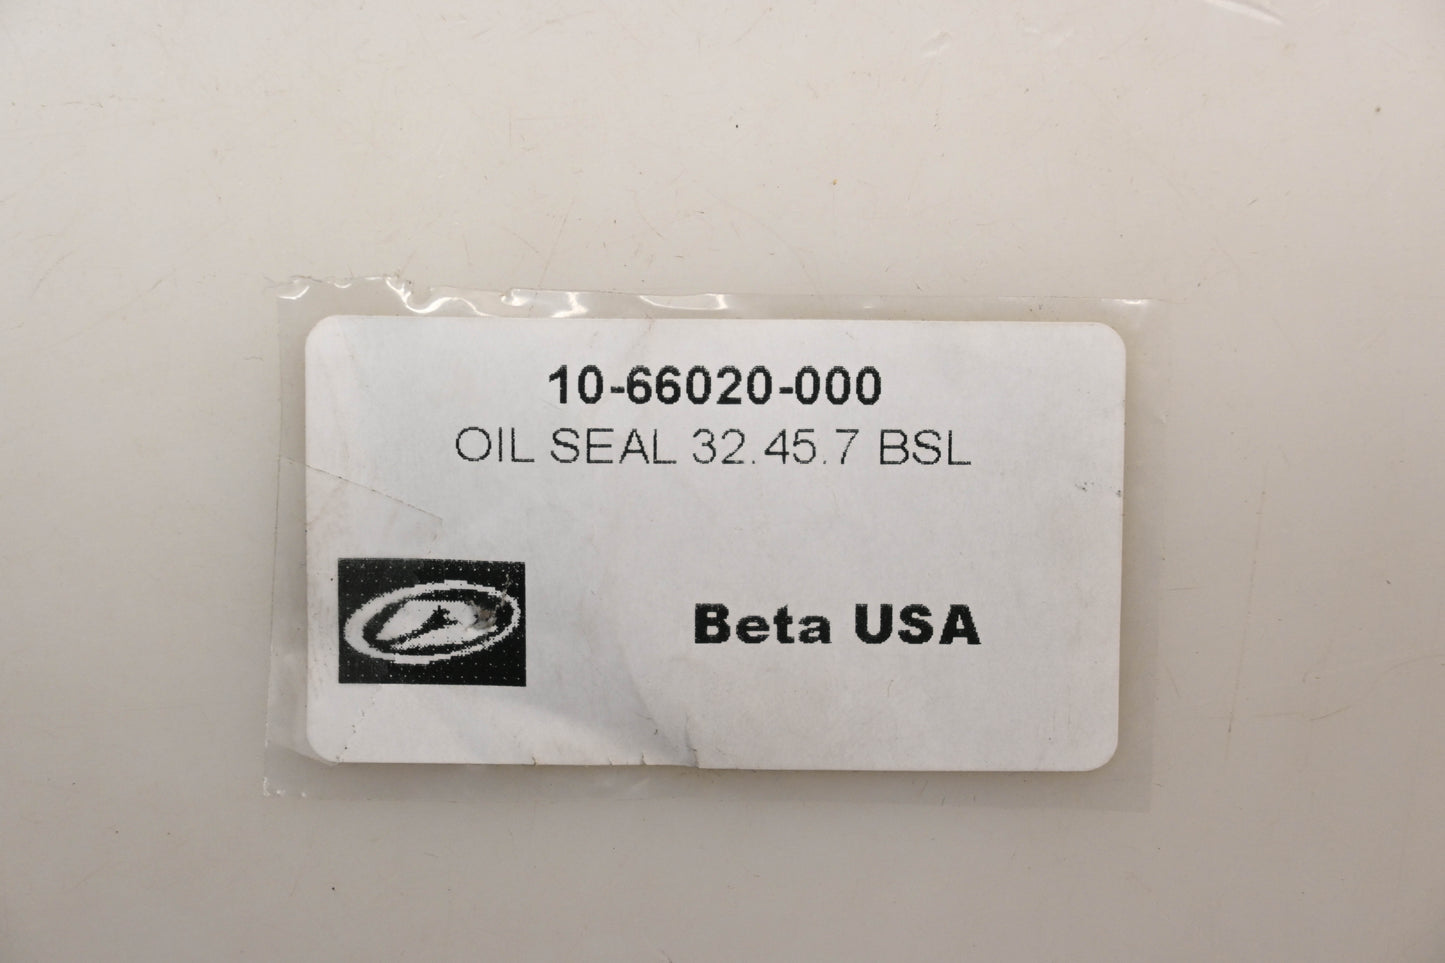 10-66020-000
OIL SEAL 32.45.7 BSL
Beta USA